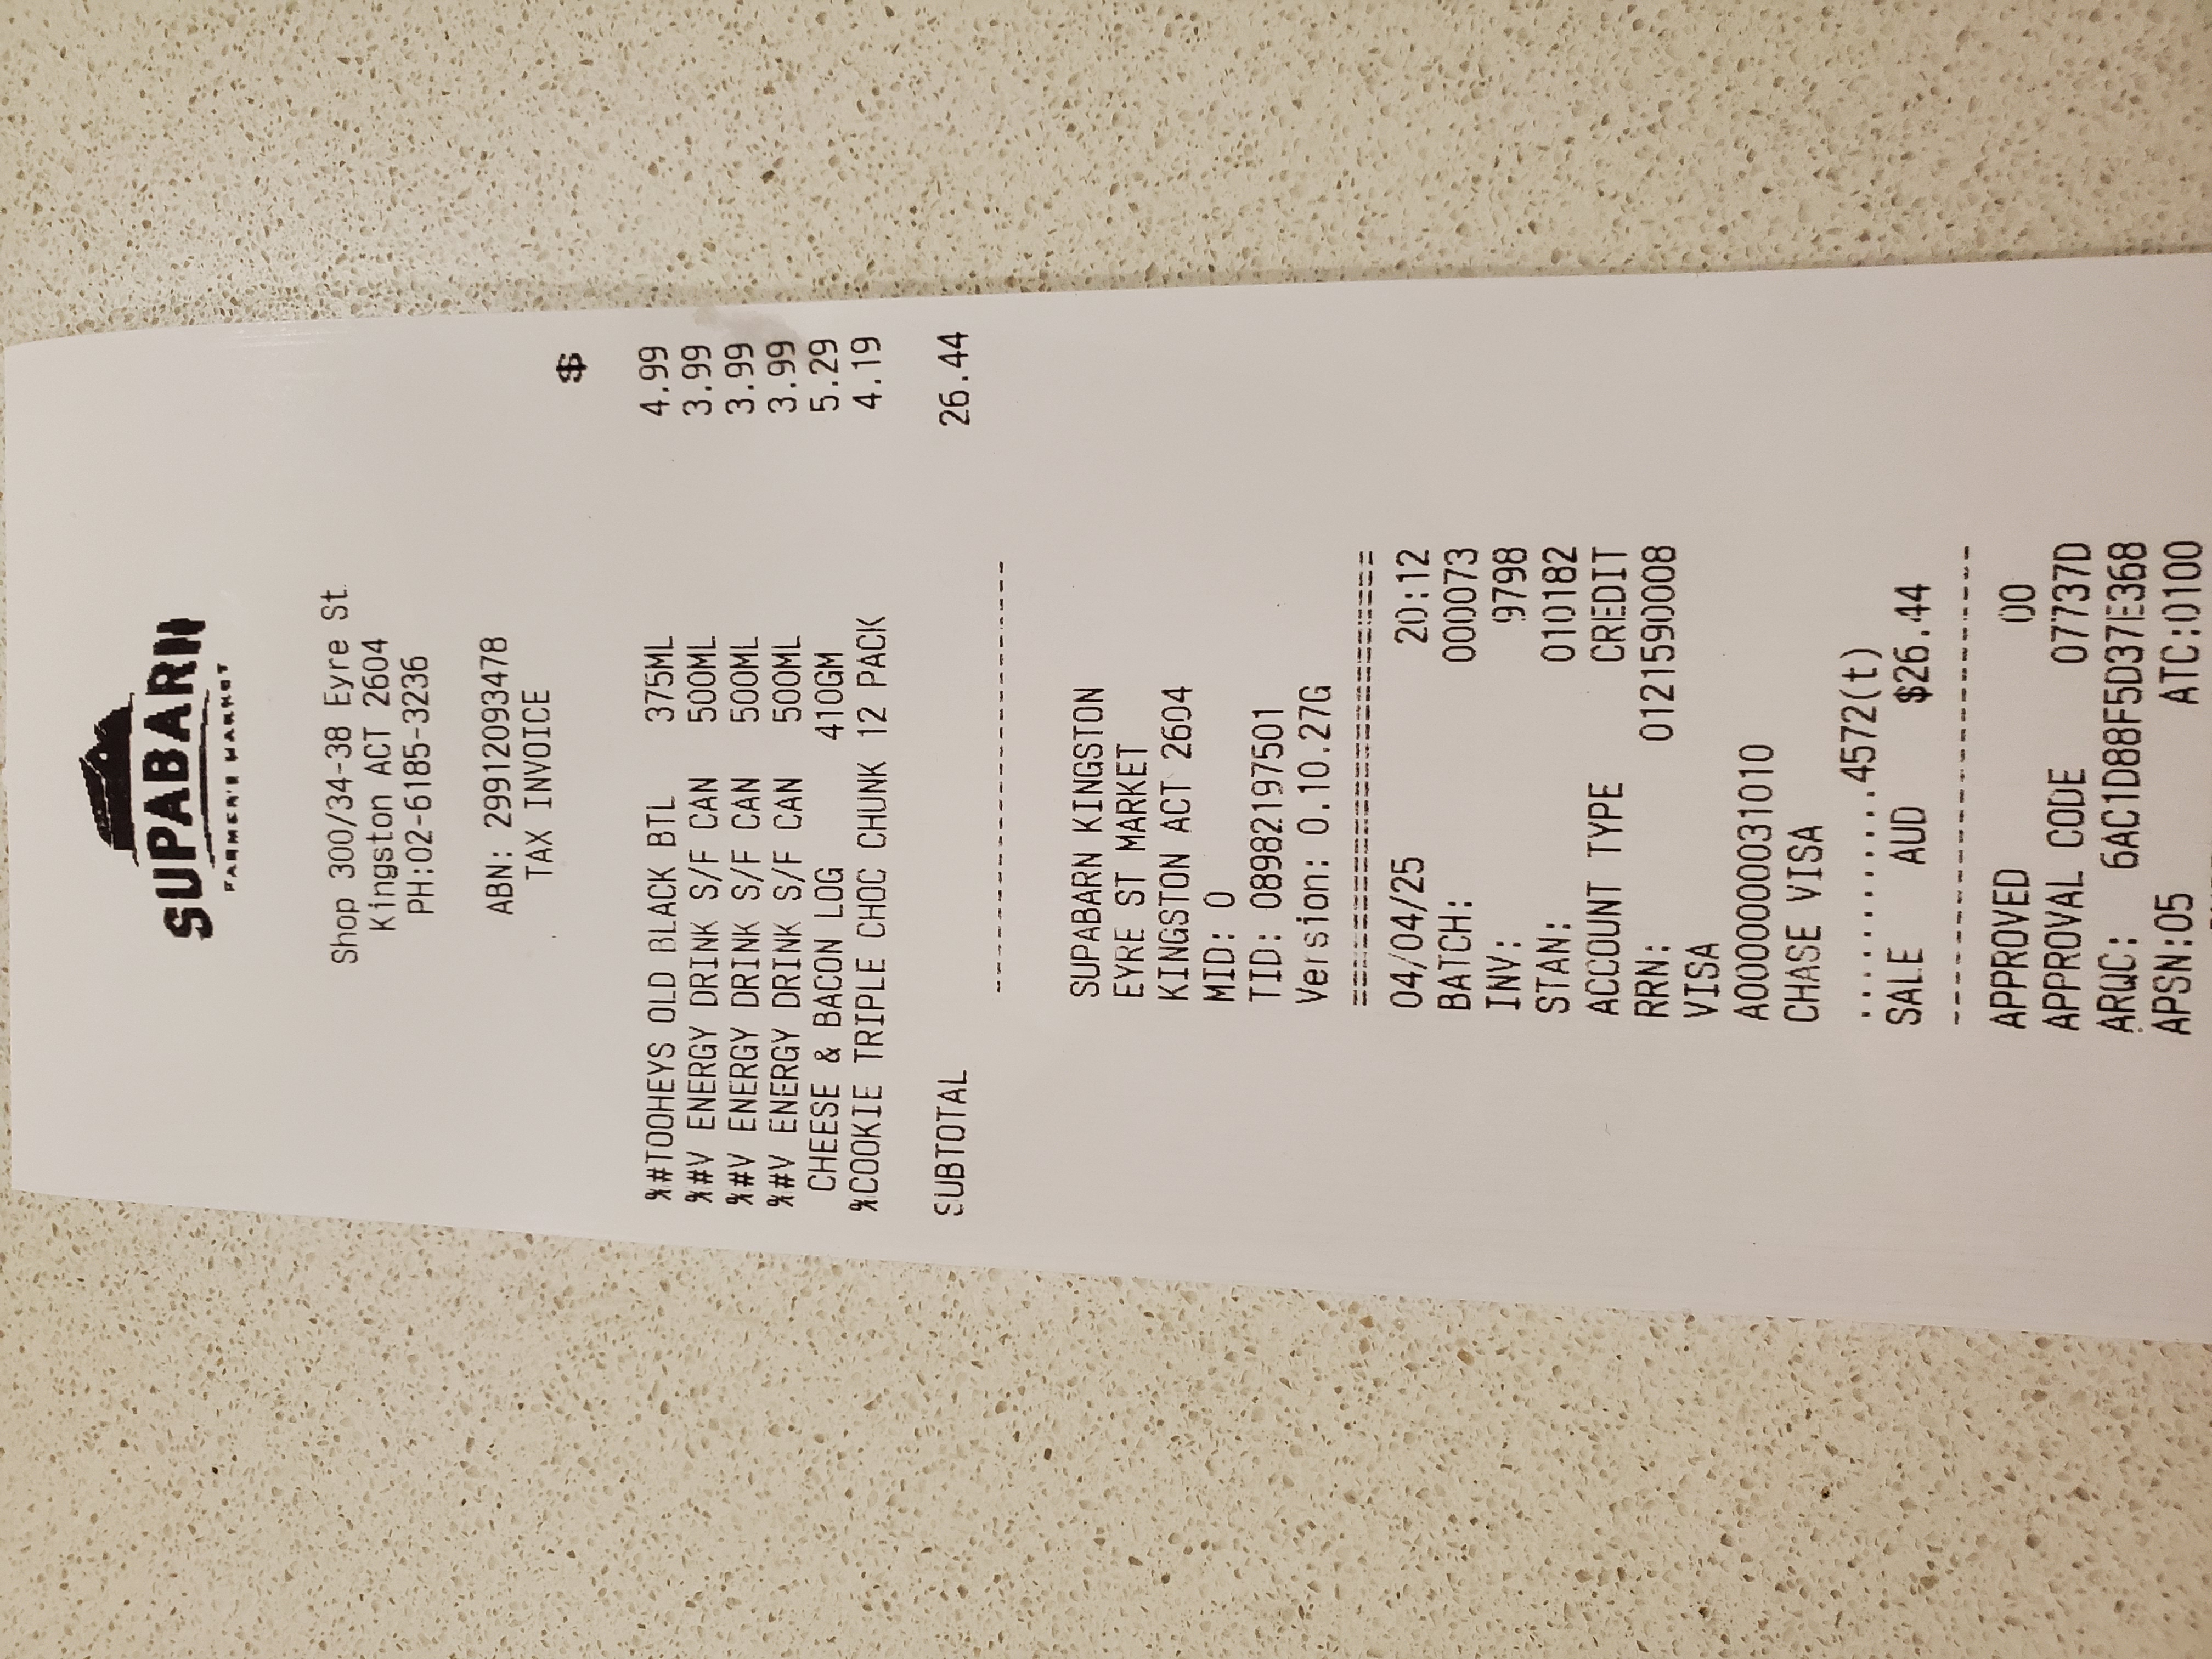 SUPABARN
FARMER'S MARKET
Shop 300/34-38 Eyre St.
Kingston ACT 2604
PH:02-6185-3236
ABN: 29912093478
TAX INVOICE
$
%#TOOHEYS OLD BLACK BTL 375ML 4.99
%#V ENERGY DRINK S/F CAN 500ML 3.99
%#V ENERGY DRINK S/F CAN 500ML 3.99
%#V ENERGY DRINK S/F CAN 500ML 3.99
CHEESE & BACON LOG 410GM 5.29
%COOKIE TRIPLE CHOC CHUNK 12 PACK 4.19
SUBTOTAL 26.44
SUPABARN KINGSTON
EYRE ST MARKET
KINGSTON ACT 2604
MID: 0
TID: 08982197501
Version: 0.10.27G
04/04/25 20:12
BATCH: 000073
INV: 9798
STAN: 010182
ACCOUNT TYPE CREDIT
RRN: 012159000008
VISA
A0000000031010
CHASE VISA
............4572(t)
SALE AUD $26.44
APPROVED 00
APPROVAL CODE 07737D
ARQC: 6AC1D88F5D37E368
APSN:05 ATC:0100